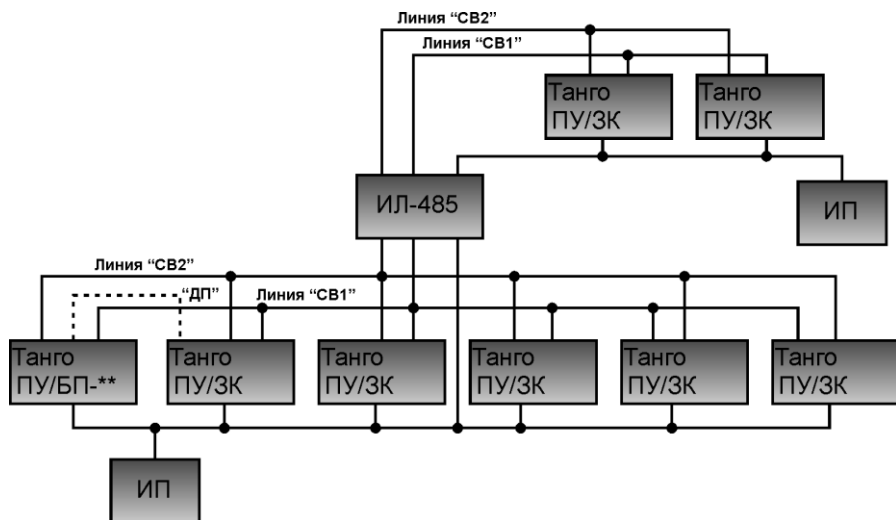 Линия “СВ2”
Линия “СВ1”
Танго
ПУ/ЗК
Танго
ПУ/ЗК
ИЛ-485
ИП
Линия “СВ2”
“ДП”
Линия “СВ1”
Танго
ПУ/БП-**
Танго
ПУ/ЗК
Танго
ПУ/ЗК
Танго
ПУ/ЗК
Танго
ПУ/ЗК
Танго
ПУ/ЗК
ИП